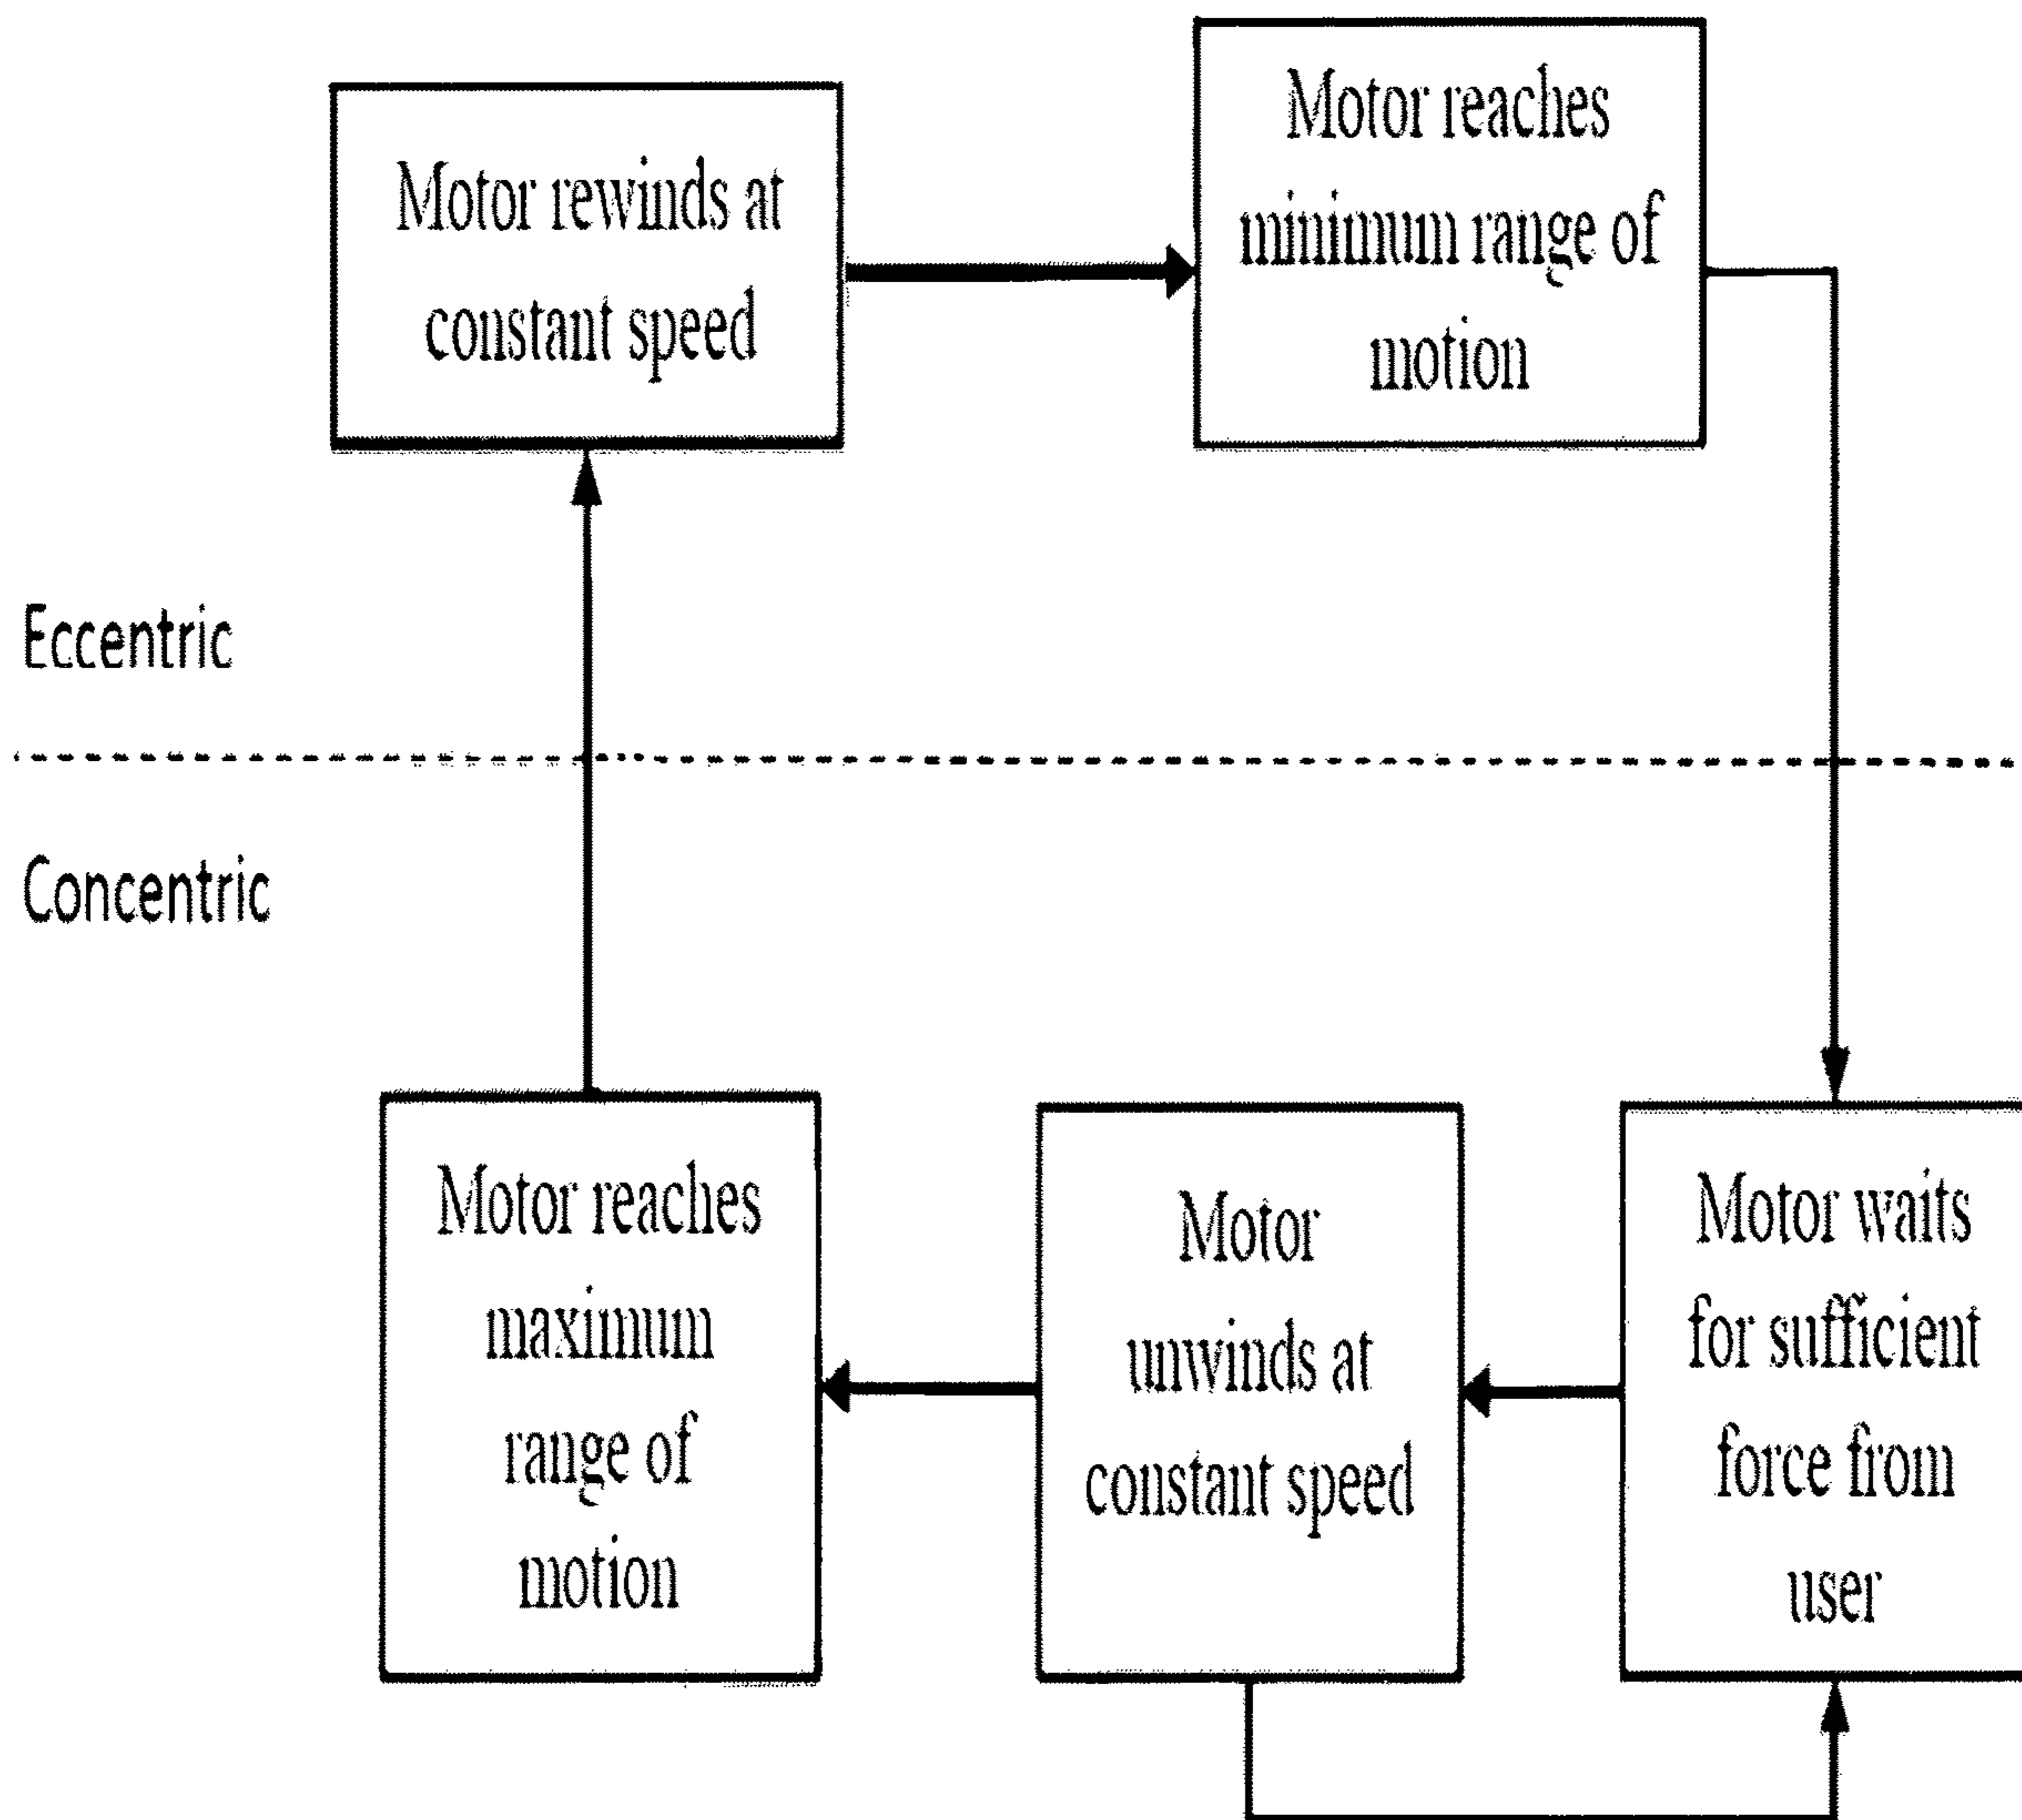 Motor rewinds at
constant speed
Motor reaches
minimum range of
motion
Eccentric
Concentric
Motor reaches
maximum
range of
motion
Motor
unwinds at
constant speed
Motor waits
for sufficient
force from
user